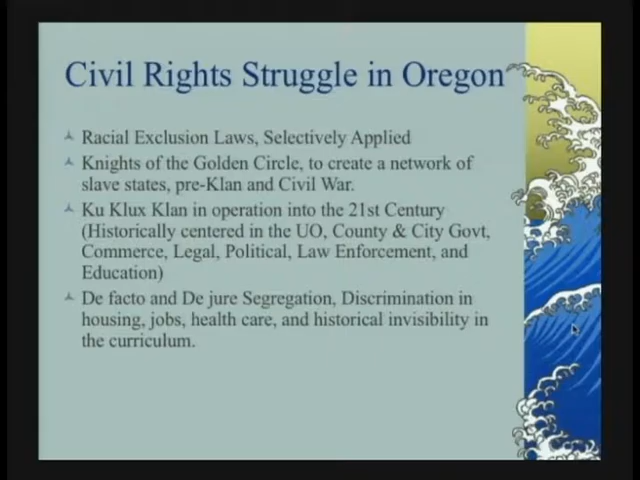 Civil Rights Struggle in Oregon
Racial Exclusion Laws, Selectively Applied
Knights of the Golden Circle, to create a network of
slave states, pre-Klan and Civil War.
Ku Klux Klan in operation into the 21st Century
(Historically centered in the UO, County & City Govt,
Commerce, Legal, Political, Law Enforcement, and
Education)
De facto and De jure Segregation, Discrimination in
housing, jobs, health care, and historical invisibility in
the curriculum.